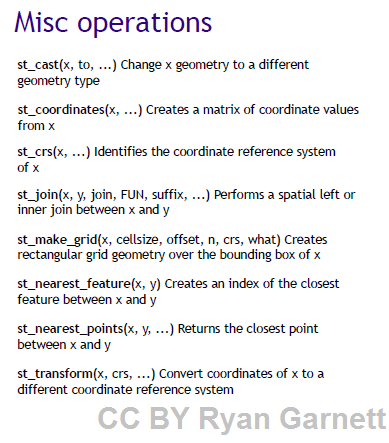 Misc operations
st_cast(x, to, ...) Change x geometry to a different
geometry type
st_coordinates(x, ...) Creates a matrix of coordinate values
from x
st_crs(x, ...) Identifies the coordinate reference system
of x
st_join(x, y, join, FUN, suffix, ...) Performs a spatial left or
inner join between x and y
st_make_grid(x, cellsize, offset, n, crs, what) Creates
rectangular grid geometry over the bounding box of x
st_nearest_feature(x, y) Creates an index of the closest
feature between x and y
st_nearest_points(x, y, ...) Returns the closest point
between x and y
st_transform(x, crs, ...) Convert coordinates of x to a
different coordinate reference system
CC BY Ryan Garnett